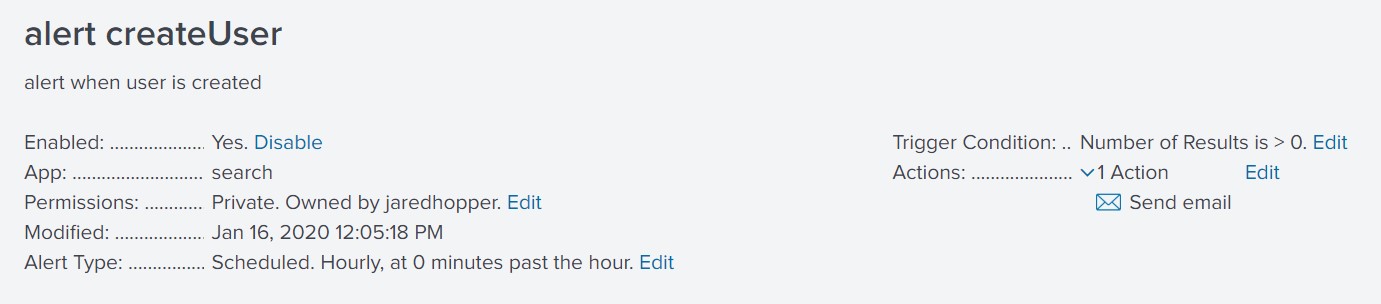 alert createUser
alert when user is created
Enabled: .................... Yes. Disable
App: ........................... search
Permissions: ............ Private. Owned by jaredhopper. Edit
Modified: ................... Jan 16, 2020 12:05:18 PM
Alert Type: ................ Scheduled. Hourly, at 0 minutes past the hour. Edit
Trigger Condition: .. Number of Results is > 0. Edit
Actions: ..................... 1 Action Edit
Send email